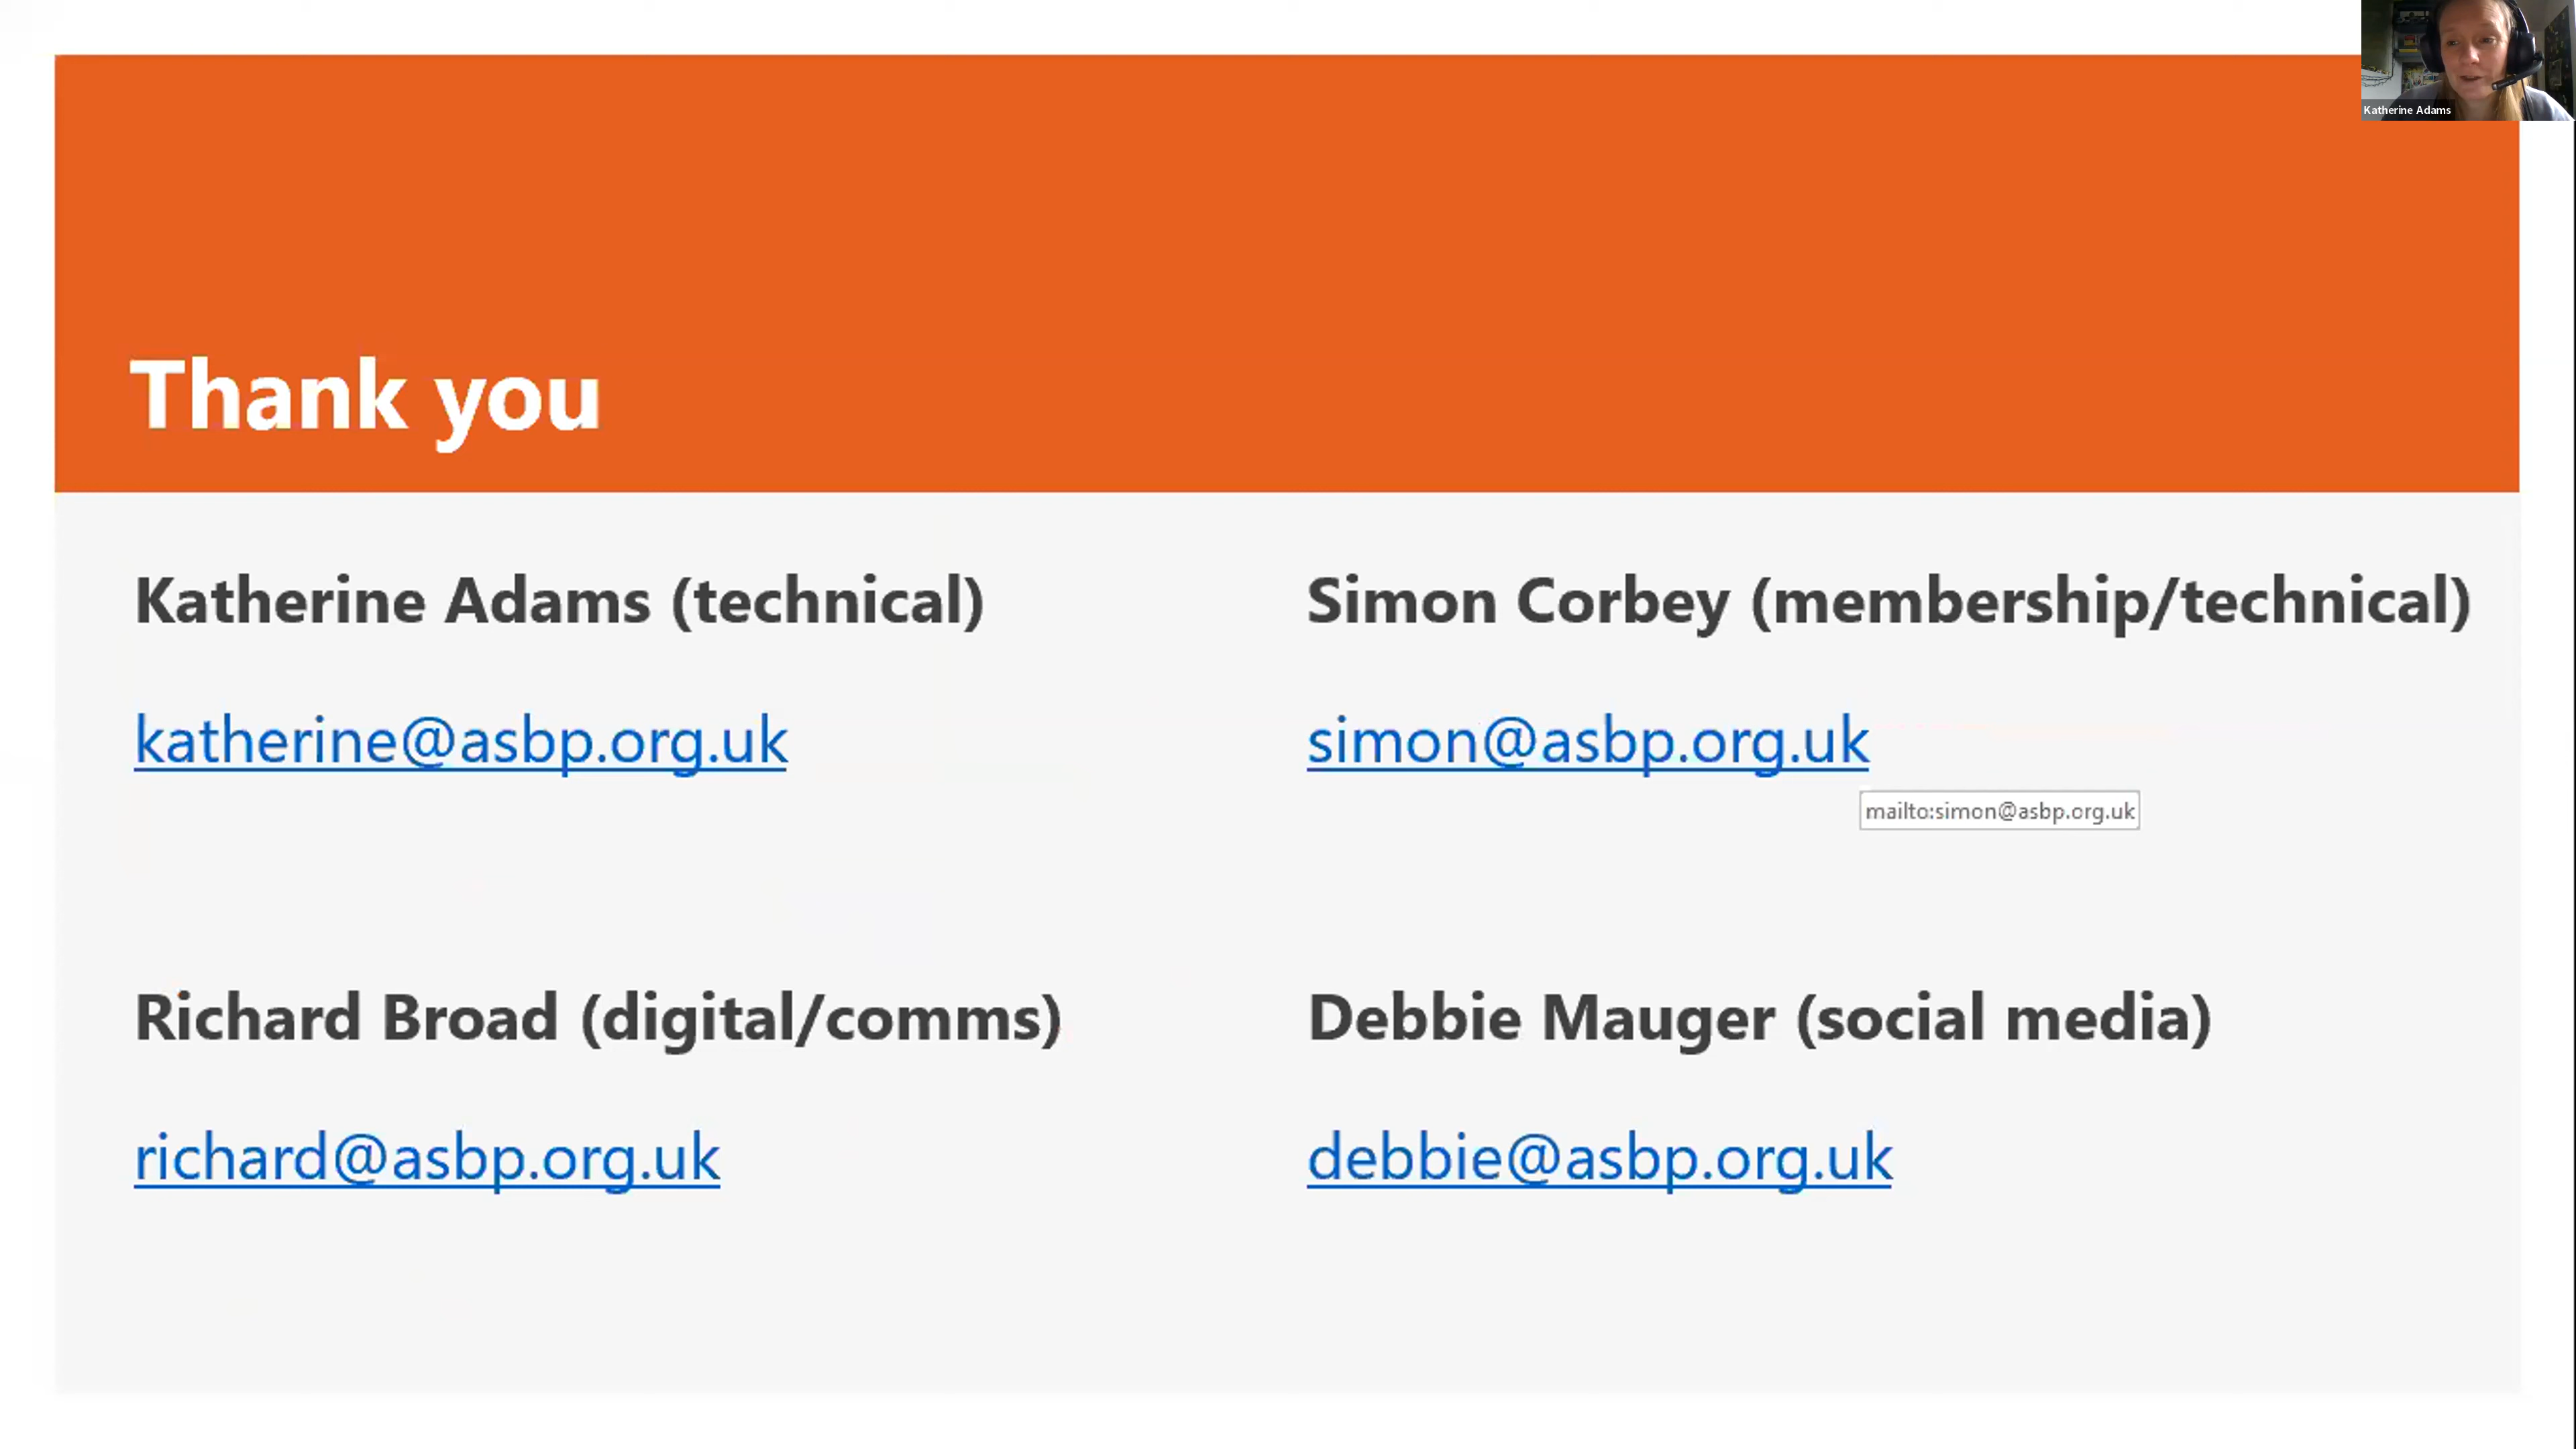 Katherine Adams
Thank you
Katherine Adams (technical)
katherine@asbp.org.uk
Simon Corbey (membership/technical)
simon@asbp.org.uk
mailto:simon@asbp.org.uk
Richard Broad (digital/comms)
richard@asbp.org.uk
Debbie Mauger (social media)
debbie@asbp.org.uk